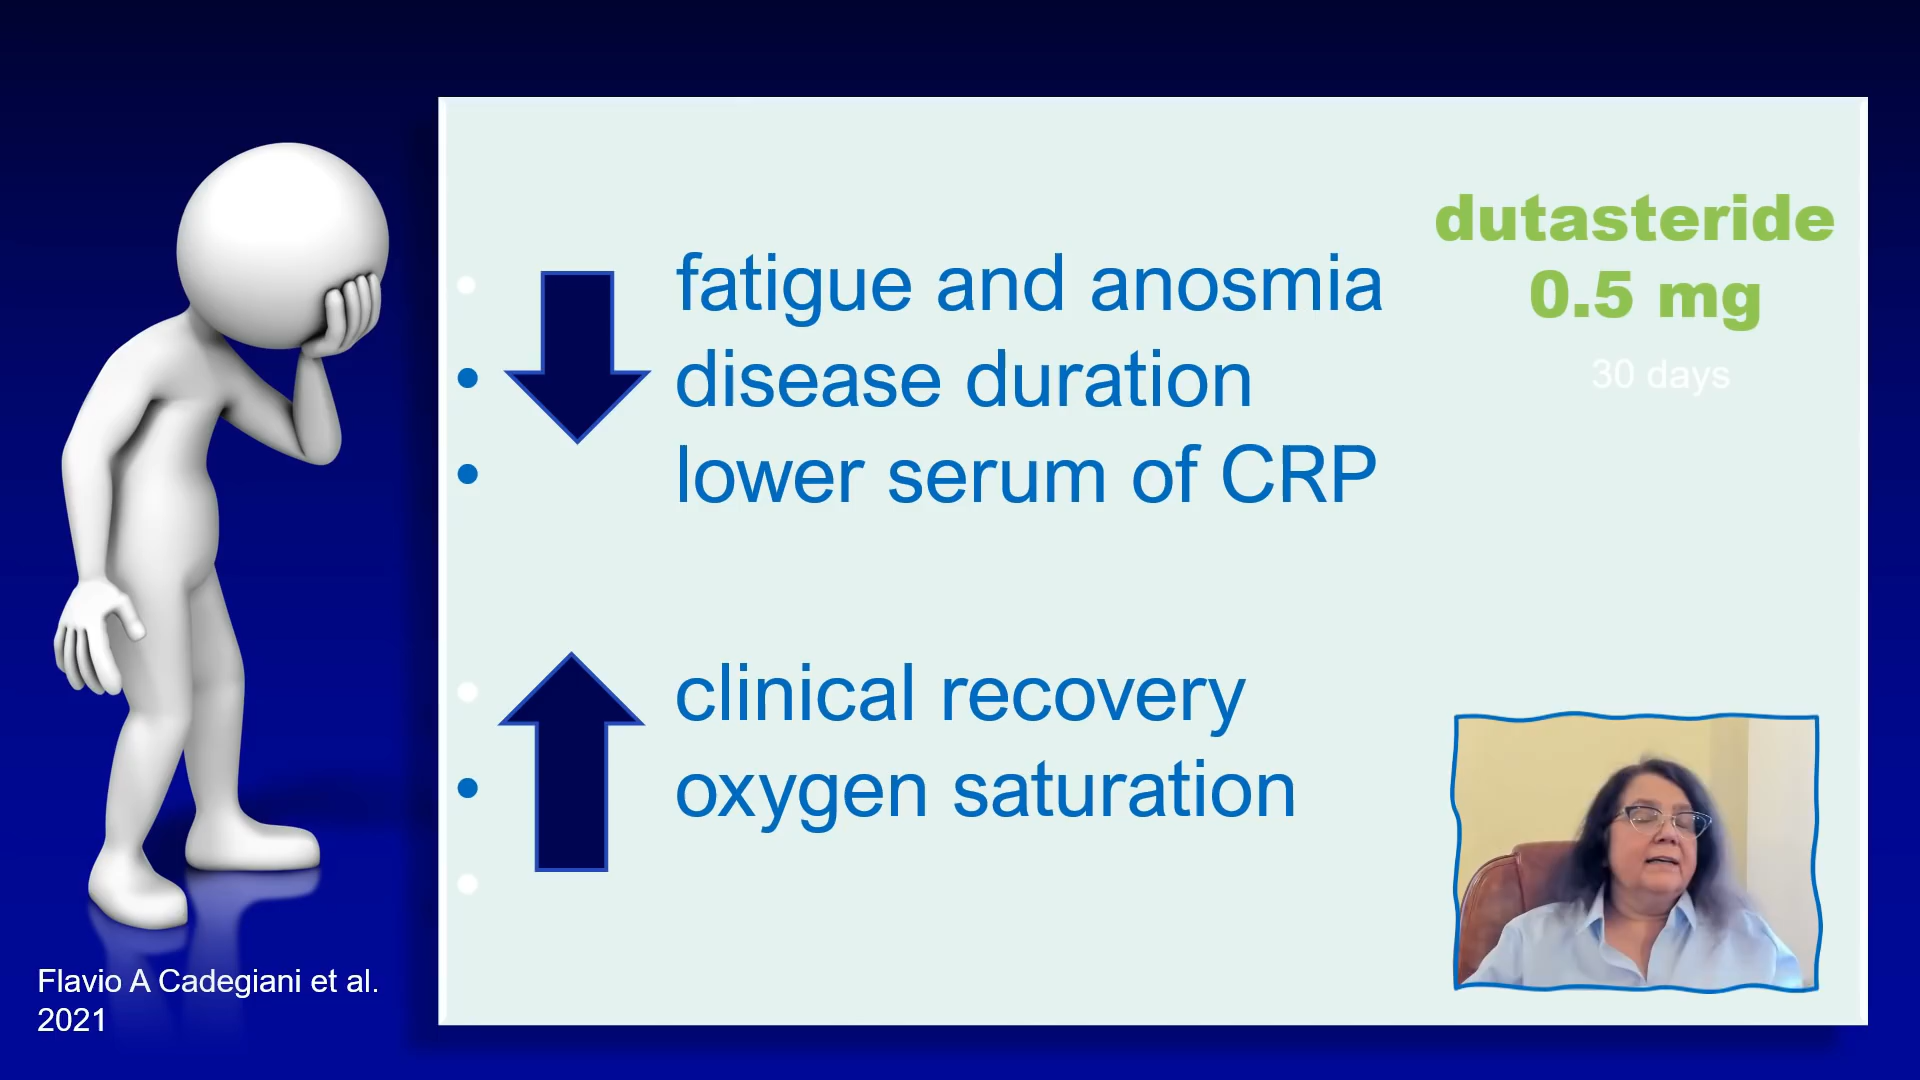 dutasteride
0.5 mg
30 days
fatigue and anosmia
disease duration
lower serum of CRP
clinical recovery
oxygen saturation
Flavio A Cadegiani et al.
2021